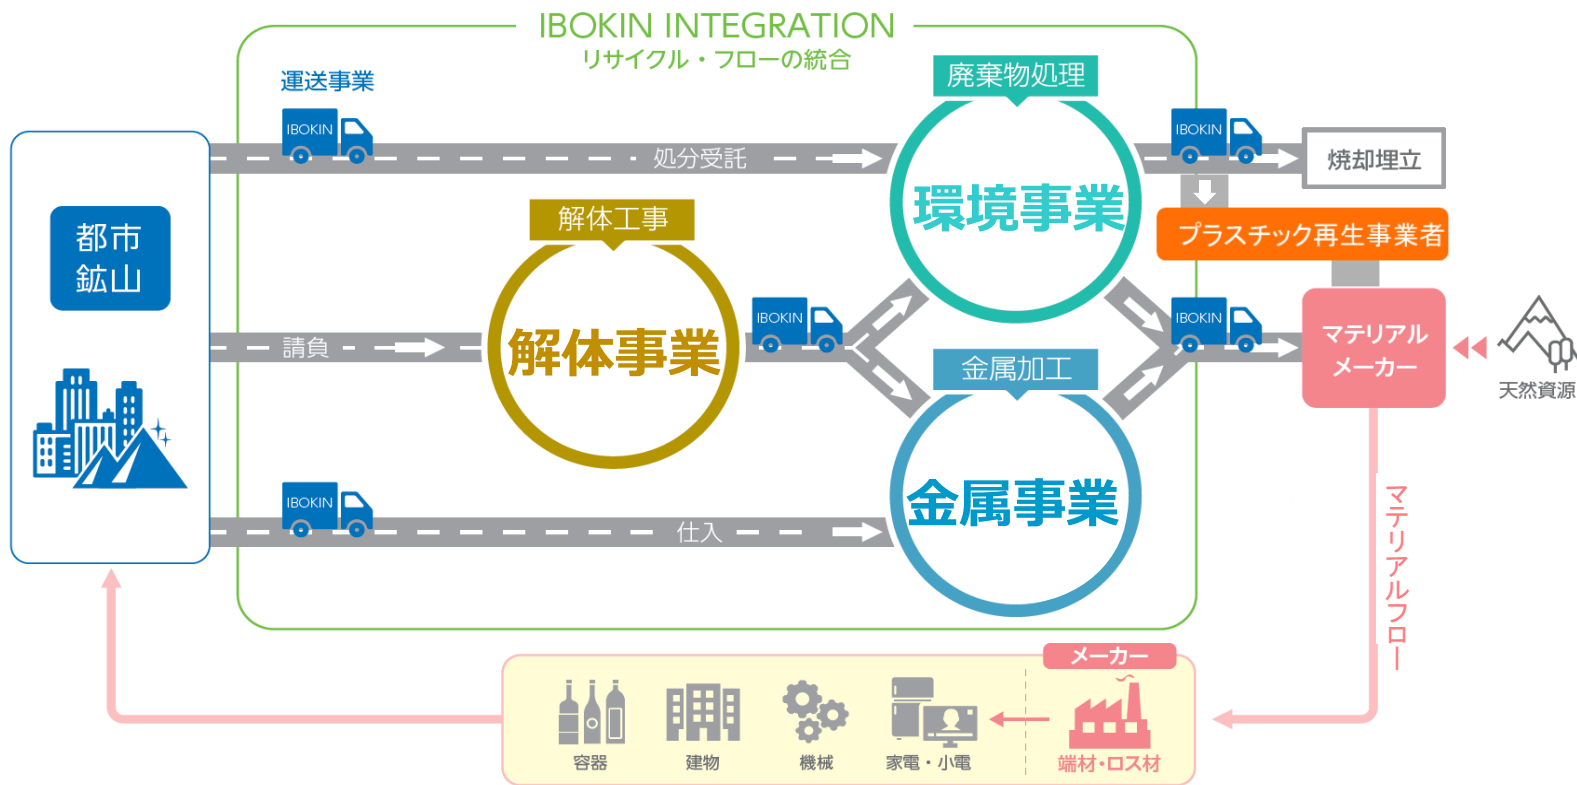 IBOKIN INTEGRATION
リサイクル・フローの統合
運送事業
IBOKIN
処分受託
廃棄物処理
環境事業
IBOKIN
焼却埋立
プラスチック再生事業者
都市
鉱山
解体工事
解体事業
請負
IBOKIN
IBOKIN
マテリアル
メーカー
天然資源
金属加工
金属事業
IBOKIN
仕入
マテリアルフロー
メーカー
容器
建物
機械
家電・小電
端材・ロス材